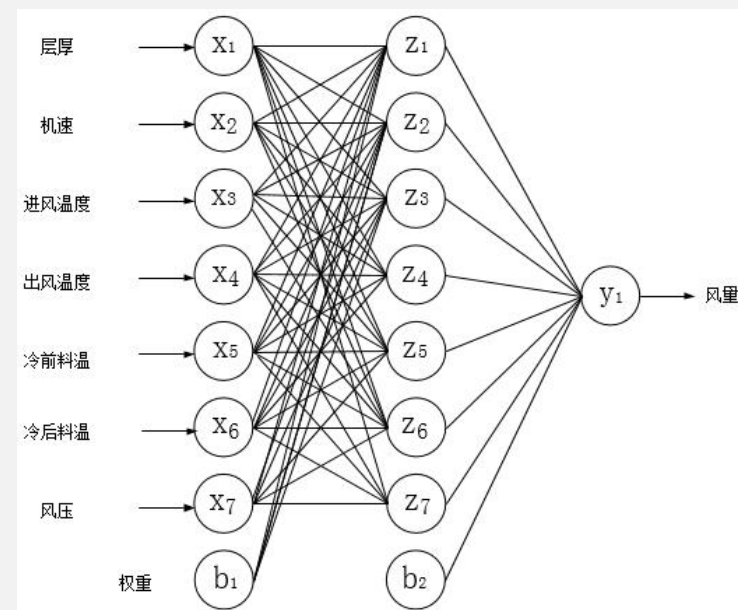 层厚 x1 z1
机速 x2 z2
进风温度 x3 z3
出风温度 x4 z4
y1 风量
冷前料温 x5 z5
冷后料温 x6 z6
风压 x7 z7
权重 b1 b2